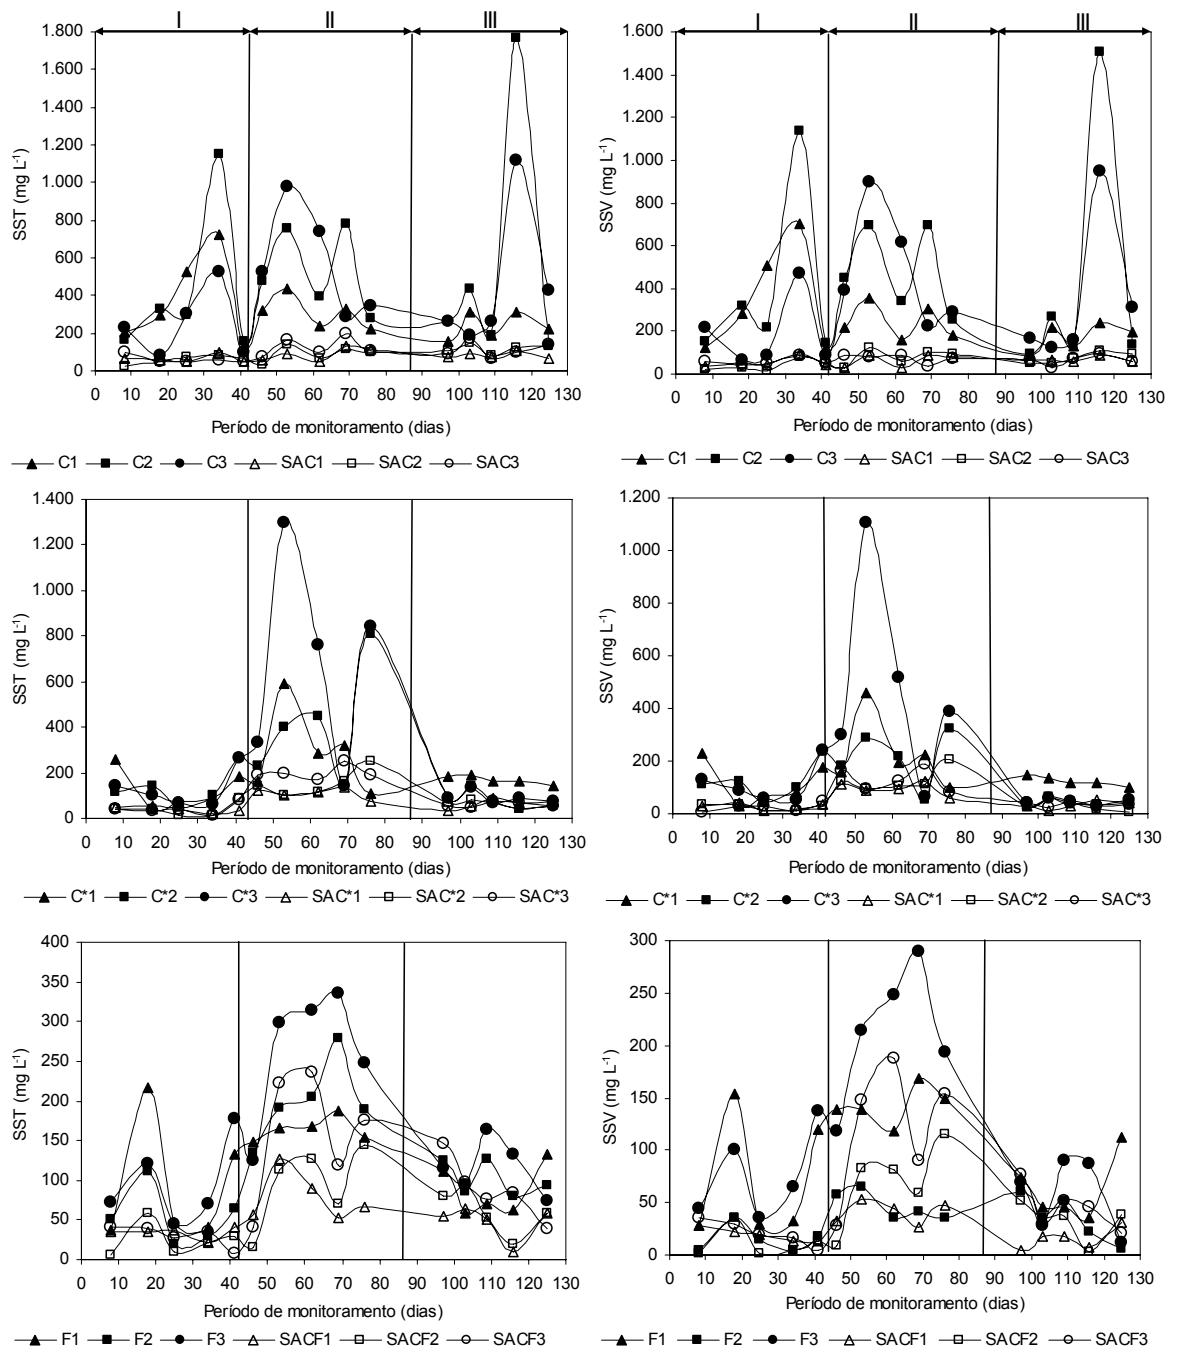 I II III
I II III
1.800
1.600
1.400
1.200
1.000
800
600
400
200
0
SST (mg L-1)
0 10 20 30 40 50 60 70 80 90 100 110 120 130
Período de monitoramento (dias)
C1 C2 C3 SAC1 SAC2 SAC3
1.600
1.400
1.200
1.000
800
600
400
200
0
SSV (mg L-1)
0 10 20 30 40 50 60 70 80 90 100 110 120 130
Período de monitoramento (dias)
C1 C2 C3 SAC1 SAC2 SAC3
1.400
1.200
1.000
800
600
400
200
0
SST (mg L-1)
0 10 20 30 40 50 60 70 80 90 100 110 120 130
Período de monitoramento (dias)
C*1 C*2 C*3 SAC*1 SAC*2 SAC*3
1.200
1.000
800
600
400
200
0
SSV (mg L-1)
0 10 20 30 40 50 60 70 80 90 100 110 120 130
Período de monitoramento (dias)
C*1 C*2 C*3 SAC*1 SAC*2 SAC*3
400
350
300
250
200
150
100
50
0
SST (mg L-1)
0 10 20 30 40 50 60 70 80 90 100 110 120 130
Período de monitoramento (dias)
F1 F2 F3 SACF1 SACF2 SACF3
300
250
200
150
100
50
0
SSV (mg L-1)
0 10 20 30 40 50 60 70 80 90 100 110 120 130
Período de monitoramento (dias)
F1 F2 F3 SACF1 SACF2 SACF3